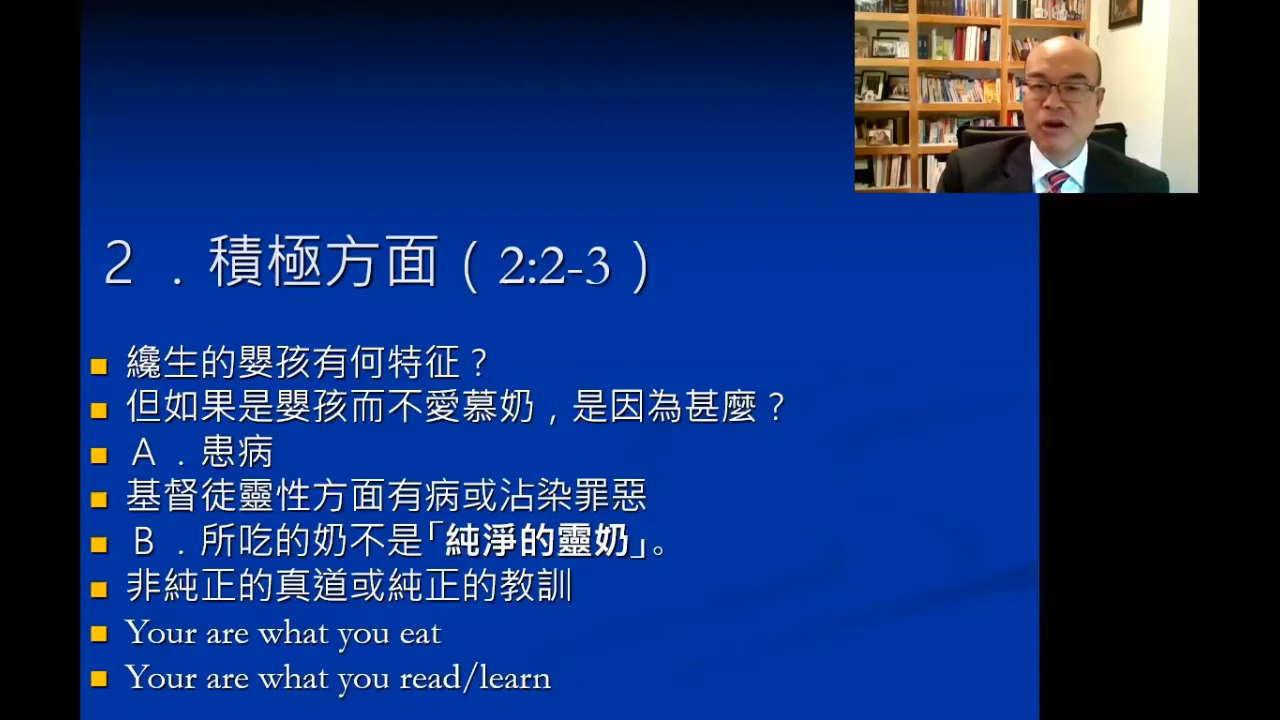 ２．積極方面（2:2-3）
纔生的嬰孩有何特征？
但如果是嬰孩而不愛慕奶，是因為甚麼？
Ａ．患病
基督徒靈性方面有病或沾染罪惡
Ｂ．所吃的奶不是「純淨的靈奶」。
非純正的真道或純正的教訓
Your are what you eat
Your are what you read/learn